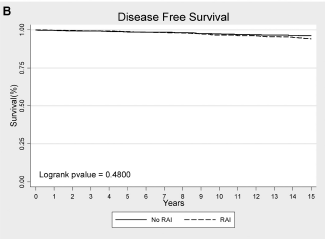 B
Disease Free Survival
Survival(%)
1.00
0.75
0.50
0.25
0.00
Logrank pvalue = 0.4800
0 1 2 3 4 5 6 7 8 9 10 11 12 13 14 15
Years
No RAI RAI